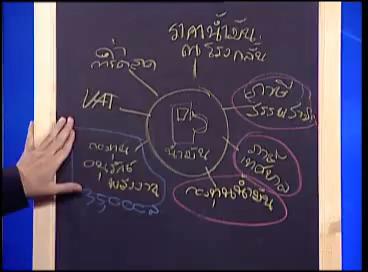 ราคาน้ำมัน
ณ โรงกลั่น
ค่า
การตลาด
VAT
ภาษี
สรรพสามิต
น้ำมัน
ภาษี
เทศบาล
กองทุนน้ำมัน
กองทุน
อนุรักษ์
พลังงาน